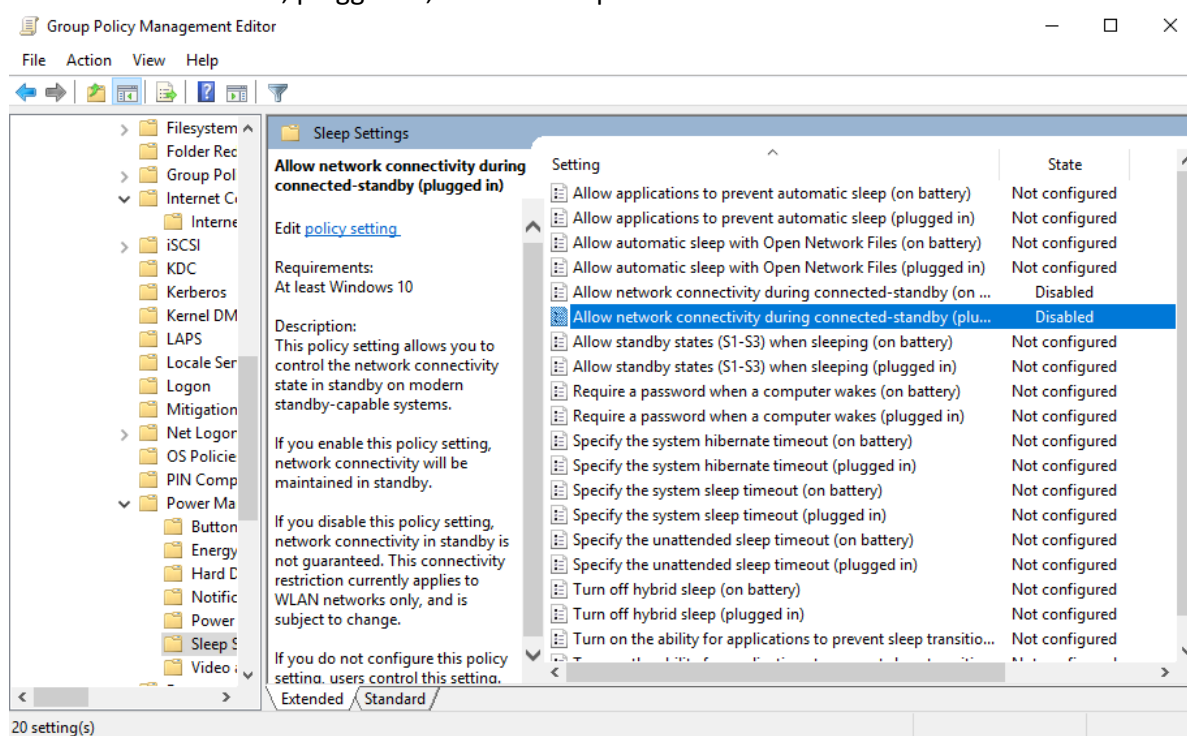 Group Policy Management Editor
File Action View Help
Filesystem
Folder Rec
Group Pol
Internet Co
Interne
iSCSI
KDC
Kerberos
Kernel DM
LAPS
Locale Ser
Logon
Mitigation
Net Logor
OS Policie
PIN Comp
Power Ma
Button
Energy
Hard D
Notific
Power
Sleep S
Video
Sleep Settings
Allow network connectivity during
connected-standby (plugged in)
Edit policy setting
Requirements:
At least Windows 10
Description:
This policy setting allows you to
control the network connectivity
state in standby on modern
standby-capable systems.
If you enable this policy setting,
network connectivity will be
maintained in standby.
If you disable this policy setting,
network connectivity in standby is
not guaranteed. This connectivity
restriction currently applies to
WLAN networks only, and is
subject to change.
If you do not configure this policy
setting, users control this setting.
Setting State
Allow applications to prevent automatic sleep (on battery) Not configured
Allow applications to prevent automatic sleep (plugged in) Not configured
Allow automatic sleep with Open Network Files (on battery) Not configured
Allow automatic sleep with Open Network Files (plugged in) Not configured
Allow network connectivity during connected-standby (on ... Disabled
Allow network connectivity during connected-standby (plu... Disabled
Allow standby states (S1-S3) when sleeping (on battery) Not configured
Allow standby states (S1-S3) when sleeping (plugged in) Not configured
Require a password when a computer wakes (on battery) Not configured
Require a password when a computer wakes (plugged in) Not configured
Specify the system hibernate timeout (on battery) Not configured
Specify the system hibernate timeout (plugged in) Not configured
Specify the system sleep timeout (on battery) Not configured
Specify the system sleep timeout (plugged in) Not configured
Specify the unattended sleep timeout (on battery) Not configured
Specify the unattended sleep timeout (plugged in) Not configured
Turn off hybrid sleep (on battery) Not configured
Turn off hybrid sleep (plugged in) Not configured
Turn on the ability for applications to prevent sleep transitio... Not configured
Extended Standard
20 setting(s)